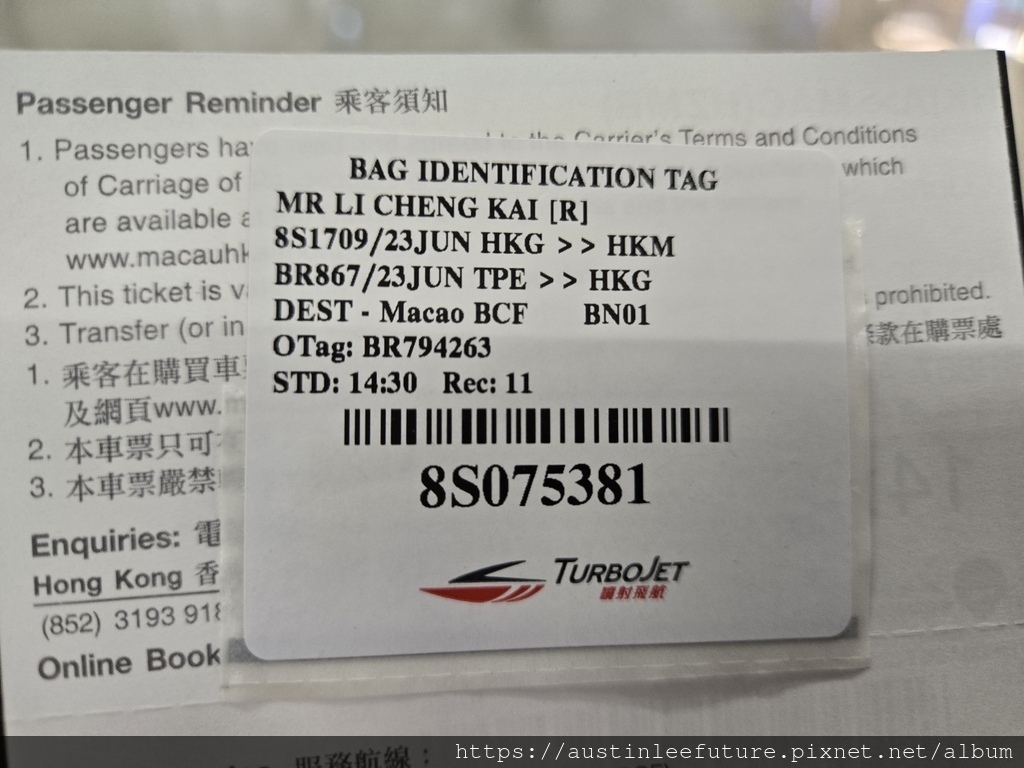 Passenger Reminder 乘客須知
1. Passengers Carrier's Terms and Conditions
of Carriage of which
are available
www.macauhk
2. This ticket is prohibited.
3. Transfer (or in
1. 乘客在購買車 條款在購票處
及網頁www.
2. 本車票只可
3. 本車票嚴禁
Enquiries: 電
Hong Kong 香
(852) 3193 918
Online Book
BAG IDENTIFICATION TAG
MR LI CHENG KAI [R]
8S1709/23JUN HKG >> HKM
BR867/23JUN TPE >> HKG
DEST - Macao BCF BN01
OTag: BR794263
STD: 14:30 Rec: 11
8S075381
TURBOJET
噴射飛航
服務航線：
https://austinleefuture.pixnet.net/album